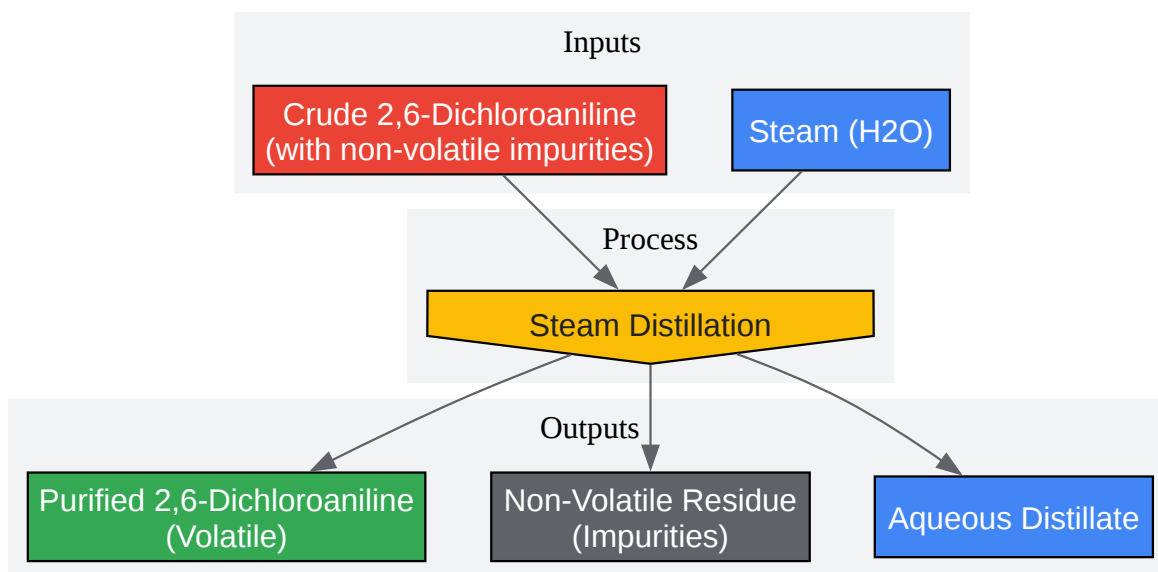 Inputs
Crude 2,6-Dichloroaniline
(with non-volatile impurities)
Steam (H2O)
Process
Steam Distillation
Outputs
Purified 2,6-Dichloroaniline
(Volatile)
Non-Volatile Residue
(Impurities)
Aqueous Distillate